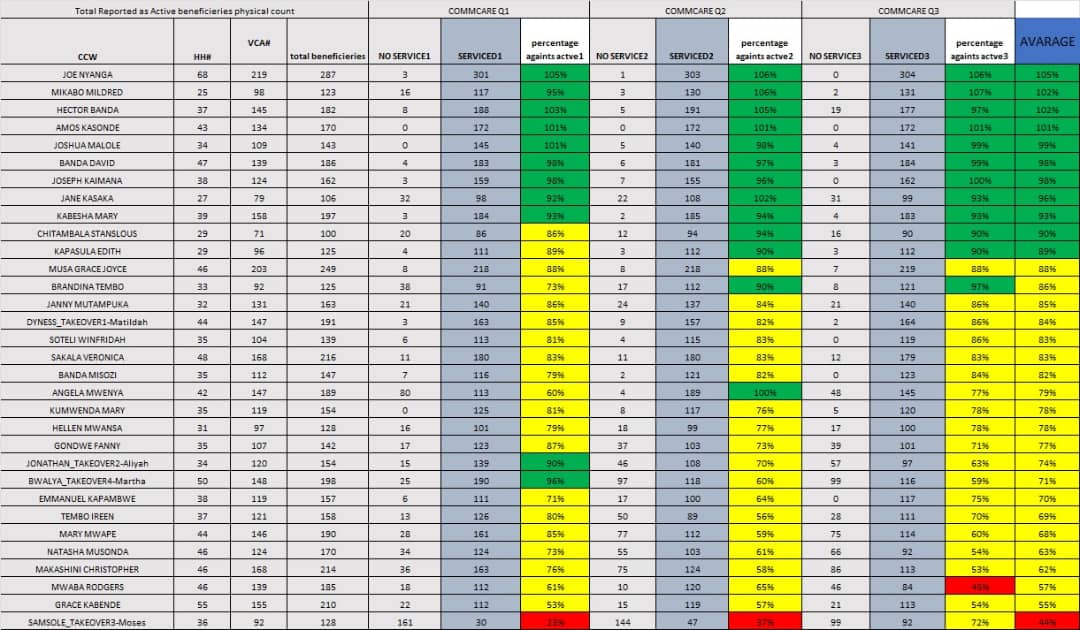 Total Reported as Active beneficieries physical count COMMCARE Q1 COMMCARE Q2 COMMCARE Q3
CCW HH# VCA# total beneficieries NO SERVICE1 SERVICED1 percentage againts actve1 NO SERVICE2 SERVICED2 percentage againts actve2 NO SERVICE3 SERVICED3 percentage againts actve3 AVARAGE
JOE NYANGA 68 219 287 3 301 105% 1 303 106% 0 304 106% 105%
MIKABO MILDRED 25 98 123 16 117 95% 3 130 106% 2 131 107% 102%
HECTOR BANDA 37 145 182 8 188 103% 5 191 105% 19 177 97% 102%
AMOS KASONDE 43 134 170 0 172 101% 0 172 101% 0 172 101% 101%
JOSHUA MALOLE 34 109 143 0 145 101% 5 140 98% 4 141 99% 99%
BANDA DAVID 47 139 186 4 183 98% 6 181 97% 3 184 99% 98%
JOSEPH KAIMANA 38 124 162 3 159 98% 7 155 96% 0 162 100% 98%
JANE KASAKA 27 79 106 32 98 92% 22 108 102% 31 99 93% 96%
KABESHA MARY 39 158 197 3 184 93% 2 185 94% 4 183 93% 93%
CHITAMBALA STANSLOUS 29 71 100 20 86 86% 12 94 94% 16 90 90% 90%
KAPASULA EDITH 29 96 125 4 111 89% 3 112 90% 3 112 90% 89%
MUSA GRACE JOYCE 46 203 249 8 218 88% 8 218 88% 7 219 88% 88%
BRANDINA TEMBO 33 92 125 38 91 73% 17 112 90% 8 121 97% 86%
JANNY MUTAMPUKA 32 131 163 21 140 86% 24 137 84% 21 140 86% 85%
DYNESS_TAKEOVER1-Matildah 44 147 191 3 163 85% 9 157 82% 2 164 86% 84%
SOTELI WINFRIDAH 35 104 139 6 113 81% 4 115 83% 0 119 86% 83%
SAKALA VERONICA 48 168 216 11 180 83% 11 180 83% 12 179 83% 83%
BANDA MISOZI 35 112 147 7 116 79% 2 121 82% 0 123 84% 82%
ANGELA MWENYA 42 147 189 80 113 60% 4 189 100% 48 145 77% 79%
KUMWENDA MARY 35 119 154 0 125 81% 8 117 76% 5 120 78% 78%
HELLEN MWANSA 31 97 128 16 101 79% 18 99 77% 17 100 78% 78%
GONDWE FANNY 35 107 142 17 123 87% 37 103 73% 39 101 71% 77%
JONATHAN_TAKEOVER2-Aliyah 34 120 154 15 139 90% 46 108 70% 57 97 63% 74%
BWALYA_TAKEOVER4-Martha 50 148 198 25 190 96% 97 118 60% 99 116 59% 71%
EMMANUEL KAPAMBWE 38 119 157 6 111 71% 17 100 64% 0 117 75% 70%
TEMBO IREEN 37 121 158 13 126 80% 50 89 56% 28 111 70% 69%
MARY MWAPE 44 146 190 28 161 85% 77 112 59% 75 114 60% 68%
NATASHA MUSONDA 46 124 170 34 124 73% 55 103 61% 66 92 54% 63%
MAKASHINI CHRISTOPHER 46 168 214 36 163 76% 75 124 58% 86 113 53% 62%
MWABA RODGERS 46 139 185 18 112 61% 10 120 65% 46 84 45% 57%
GRACE KABENDE 55 155 210 22 112 53% 15 119 57% 21 113 54% 55%
SAMSOLE_TAKEOVER3-Moses 36 92 128 161 30 23% 144 47 37% 99 92 72% 44%